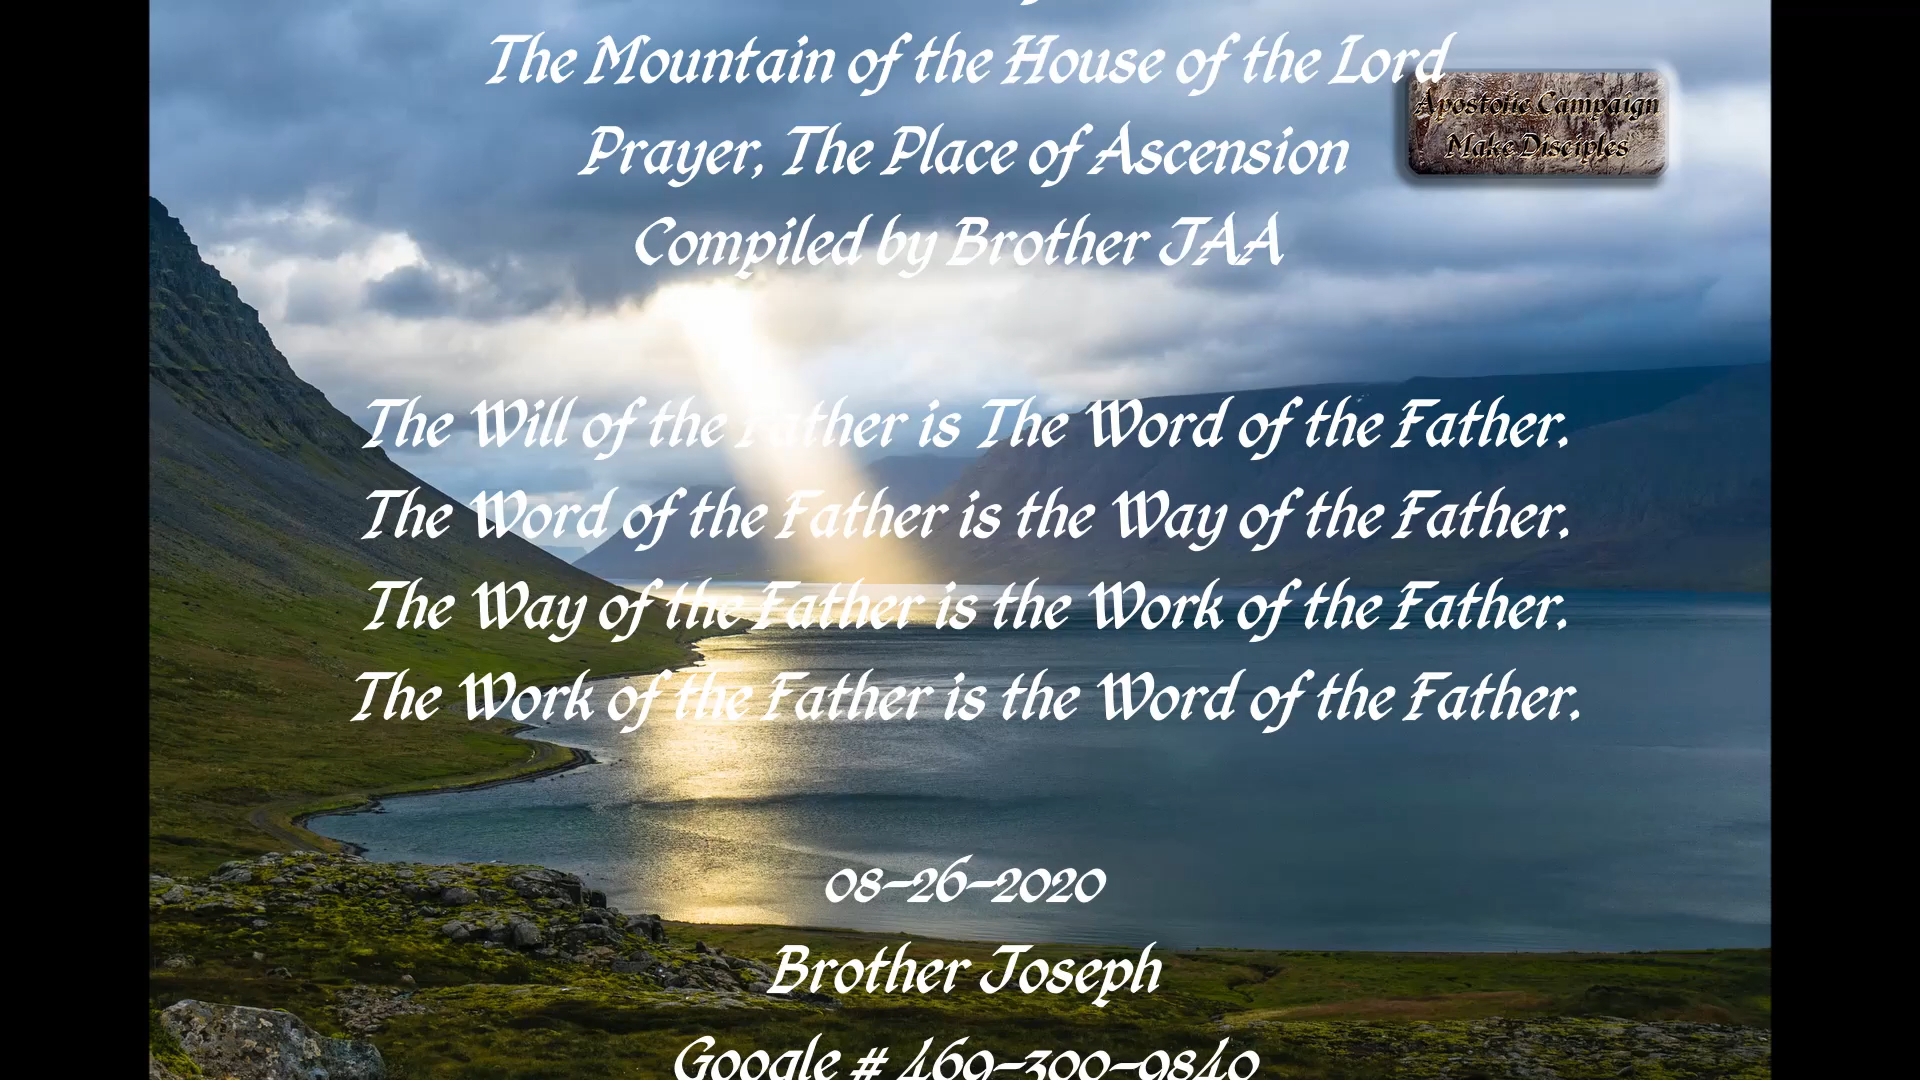 The Mountain of the House of the Lord
Apostolic Campaign
Make Disciples
Prayer, The Place of Ascension
Compiled by Brother JAA
The Will of the Father is The Word of the Father.
The Word of the Father is the Way of the Father.
The Way of the Father is the Work of the Father.
The Work of the Father is the Word of the Father.
08-26-2020
Brother Joseph
Google # 469-300-9840